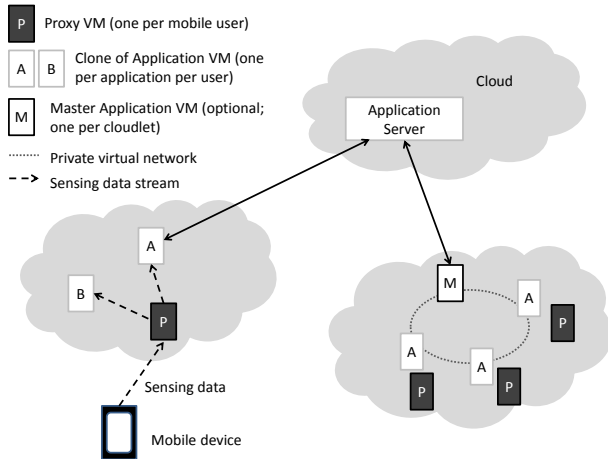 P Proxy VM (one per mobile user)
A B Clone of Application VM (one
per application per user)
M Master Application VM (optional;
one per cloudlet)
Private virtual network
Sensing data stream
Cloud
Application
Server
A
B
P
Sensing data
Mobile device
M
A
P
A
P
A
P